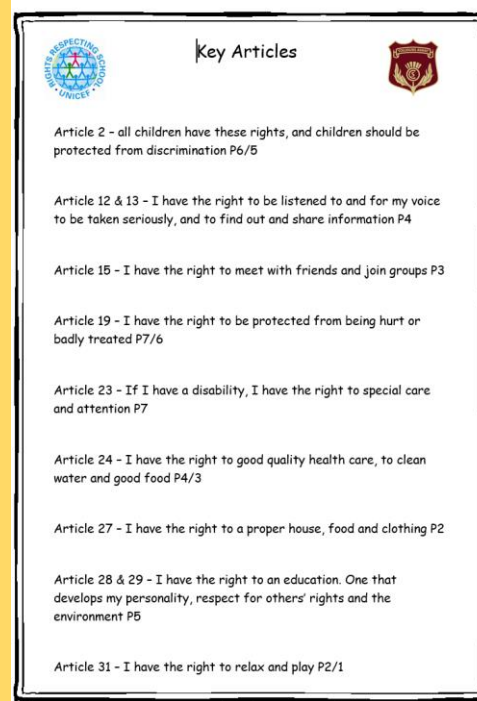 RIGHTS RESPECTING SCHOOL
UNICEF
Key Articles
Article 2 – all children have these rights, and children should be
protected from discrimination P6/5
Article 12 & 13 – I have the right to be listened to and for my voice
to be taken seriously, and to find out and share information P4
Article 15 – I have the right to meet with friends and join groups P3
Article 19 – I have the right to be protected from being hurt or
badly treated P7/6
Article 23 – If I have a disability, I have the right to special care
and attention P7
Article 24 – I have the right to good quality health care, to clean
water and good food P4/3
Article 27 – I have the right to a proper house, food and clothing P2
Article 28 & 29 – I have the right to an education. One that
develops my personality, respect for others' rights and the
environment P5
Article 31 – I have the right to relax and play P2/1